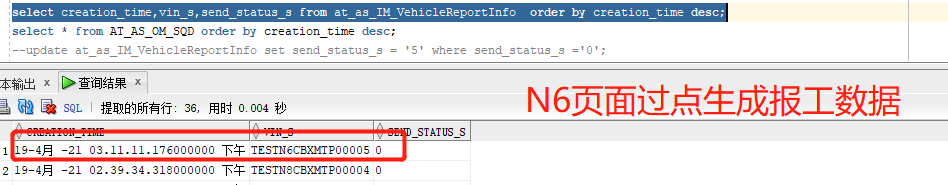 select creation_time,vin_s,send_status_s from at_as_IM_VehicleReportInfo  order by creation_time desc;
select * from AT_AS_OM_SQD order by creation_time desc;
--update at_as_IM_VehicleReportInfo set send_status_s = '5' where send_status_s ='0';
本输出 × 查询结果 ×
SQL | 提取的所有行: 36, 用时 0.004 秒
N6页面过点生成报工数据
CREATION_TIME VIN_S SEND_STATUS_S
1 19-4月 -21 03.11.11.176000000 下午 TESTN6CBXMTP00005 0
2 19-4月 -21 02.39.34.318000000 下午 TESTN8CBXMTP00004 0